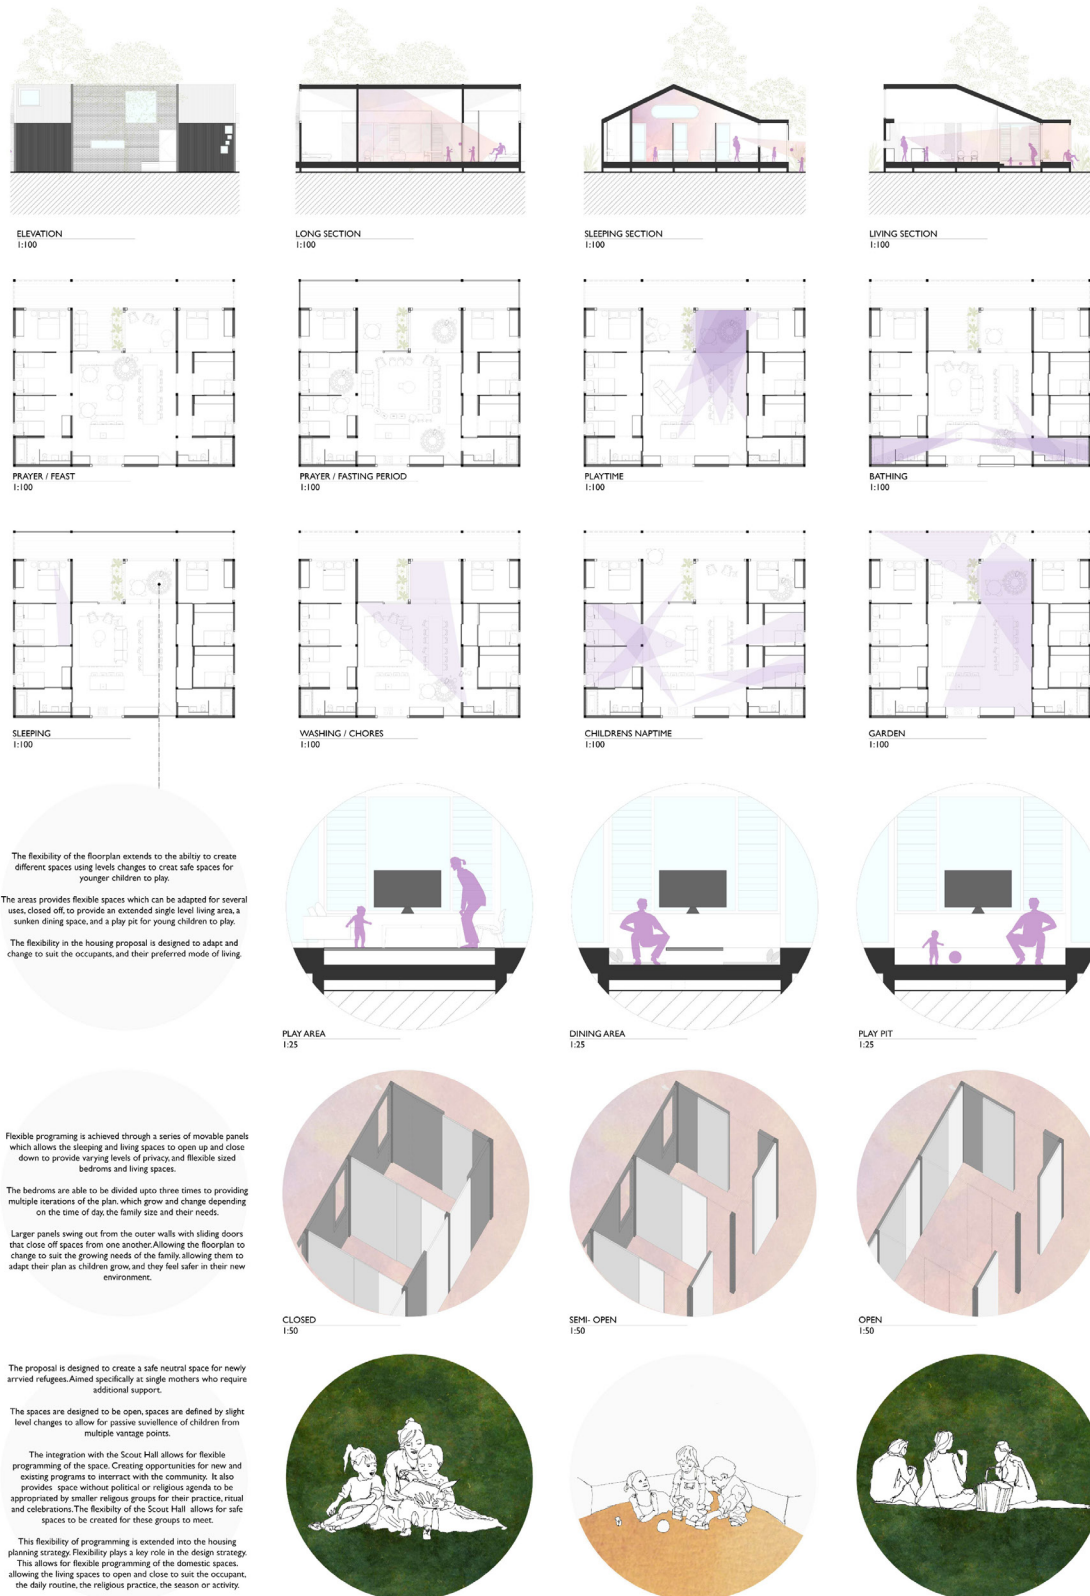 ELEVATION
1:100
LONG SECTION
1:100
SLEEPING SECTION
1:100
LIVING SECTION
1:100
PRAYER / FEAST
1:100
PRAYER / FASTING PERIOD
1:100
PLAYTIME
1:100
BATHING
1:100
SLEEPING
1:100
WASHING / CHORES
1:100
CHILDRENS NAPTIME
1:100
GARDEN
1:100
The flexibility of the floorplan extends to the abiltiy to create
different spaces using levels changes to creat safe spaces for
younger children to play.
The areas provides flexible spaces which can be adapted for several
uses, closed off, to provide an extended single level living area, a
sunken dining space, and a play pit for young children to play.
The flexibility in the housing proposal is designed to adapt and
change to suit the occupants, and their preferred mode of living.
PLAY AREA
1:25
DINING AREA
1:25
PLAY PIT
1:25
Flexible programing is achieved through a series of movable panels
which allows the sleeping and living spaces to open up and close
down to provide varying levels of privacy, and fllexible sized
bedrooms and living spaces.
The bedrooms are able to be divided upto three times to providing
multiple iterations of the plan. which grow and change depending
on the time of day, the family size and their needs.
Larger panels swing out from the outer walls with sliding doors
that close off spaces from one another. Allowing the floorplan to
change to suit the growing needs of the family. allowing them to
adapt their plan as children grow, and they feel safer in their new
environment.
CLOSED
1:50
SEMI- OPEN
1:50
OPEN
1:50
The proposal is designed to create a safe neutral space for newly
arrvied refugees. Aimed specifically at single mothers who require
additional support.
The spaces are designed to be open, spaces are defined by slight
level changes to allow for passive suviellence of children from
multiple vantage points.
The integration with the Scout Hall allows for flexible
programming of the space. Creating opportunities for new and
existing programs to interract with the community. It also
provides space without political or religious agenda to be
appropriated by smaller religous groups for their practice, ritual
and celebrations. The flexibilty of the Scout Hall allows for safe
spaces to be created for these groups to meet.
This flexibility of programming is extended into the housing
planning strategy. Flexibility plays a key role in the design strategy.
This allows for flexible programming of the domestic spaces.
allowing the living spaces to open and close to suit the occupant,
the daily routine, the religious practice, the season or activity.